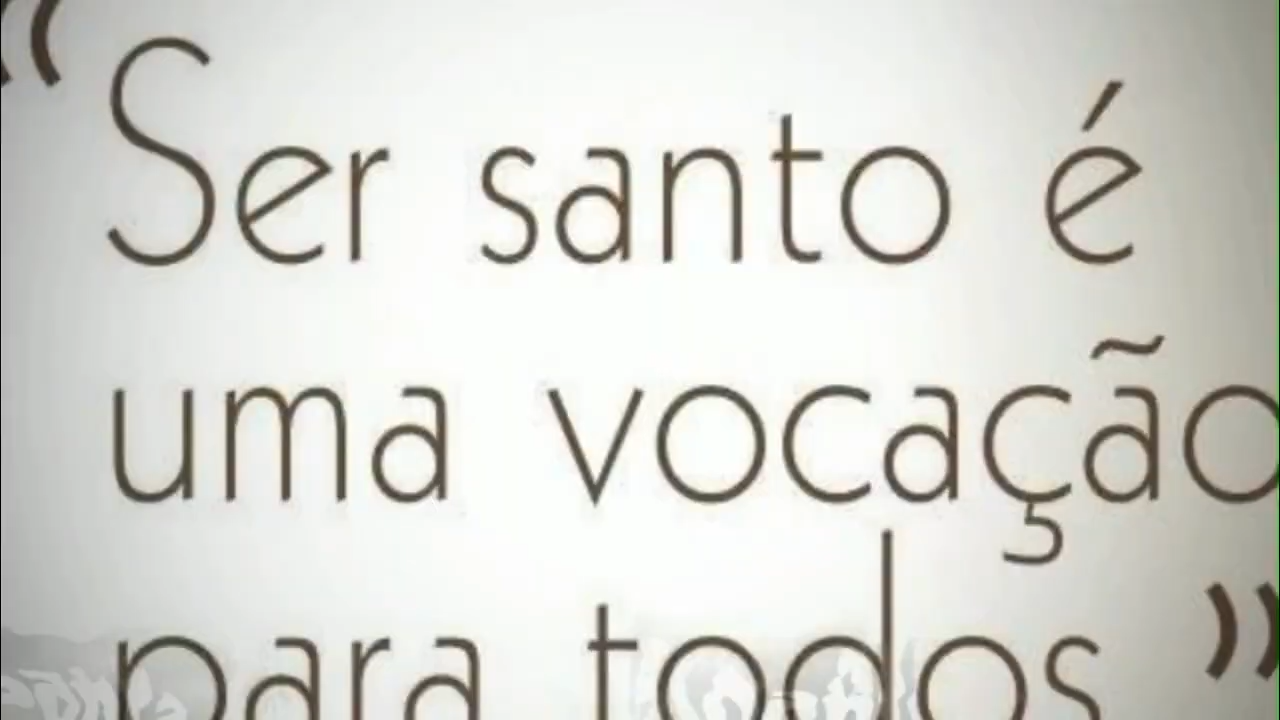 “Ser santo é
uma vocação
para todos”